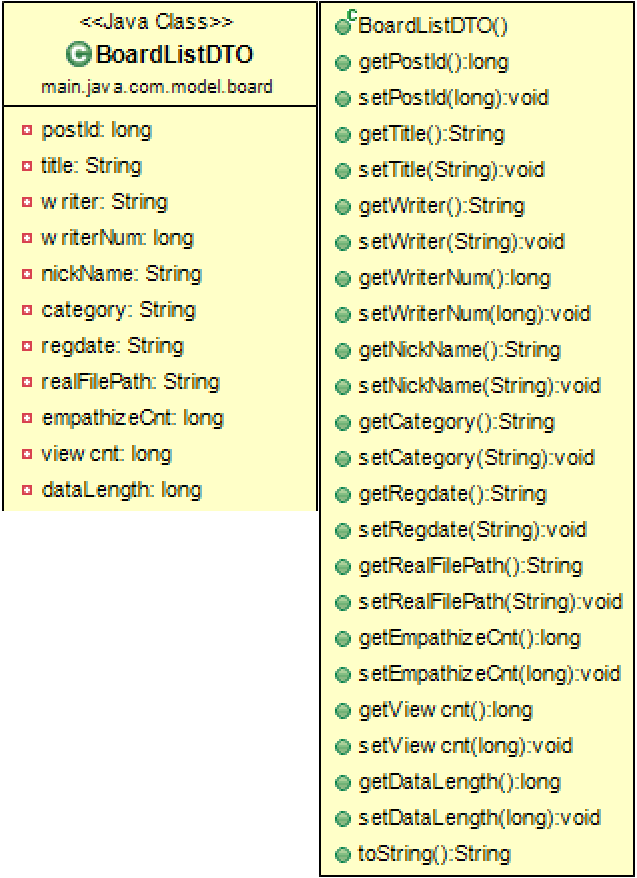 <<Java Class>>
BoardListDTO
main.java.com.model.board
postId: long
title: String
writer: String
writerNum: long
nickName: String
category: String
regdate: String
realFilePath: String
empathizeCnt: long
viewcnt: long
dataLength: long
BoardListDTO()
getPostId():long
setPostId(long):void
getTitle():String
setTitle(String):void
getWriter():String
setWriter(String):void
getWriterNum():long
setWriterNum(long):void
getNickName():String
setNickName(String):void
getCategory():String
setCategory(String):void
getRegdate():String
setRegdate(String):void
getRealFilePath():String
setRealFilePath(String):void
getEmpathizeCnt():long
setEmpathizeCnt(long):void
getViewcnt():long
setViewcnt(long):void
getDataLength():long
setDataLength(long):void
toString():String